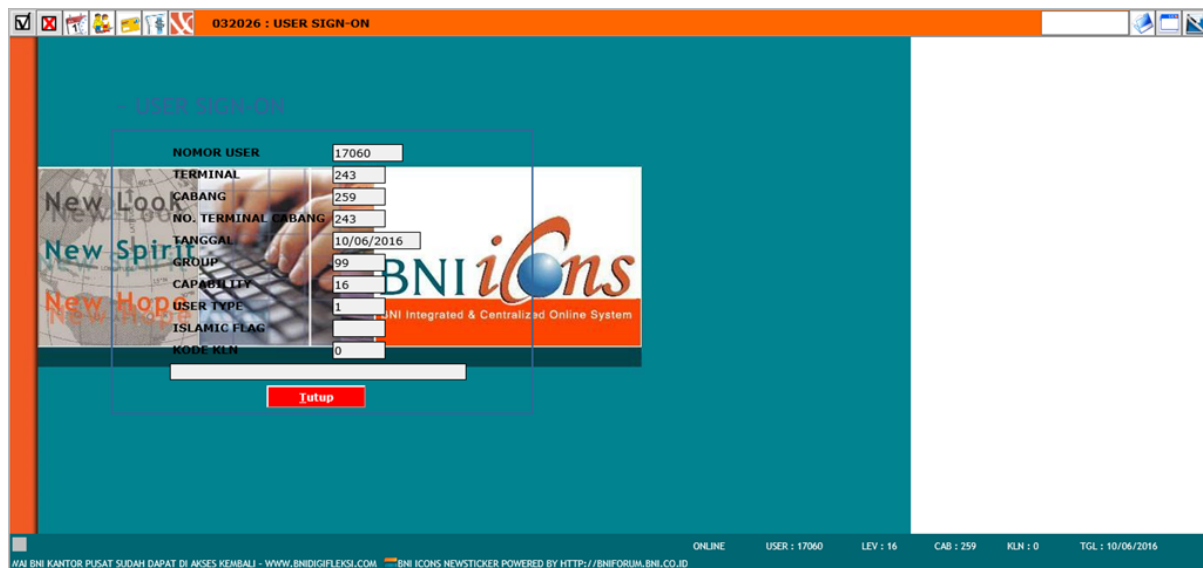 032026 : USER SIGN-ON
- USER SIGN-ON
NOMOR USER 17060
TERMINAL 243
CABANG 259
NO. TERMINAL CABANG 243
TANGGAL 10/06/2016
GROUP 99
CAPABILITY 16
USER TYPE 1
ISLAMIC FLAG
KODE KLN 0
Tutup
New Look
New Spirit
New Hope
BNI icons
BNI Integrated & Centralized Online System
ONLINE USER : 17060 LEV : 16 CAB : 259 KLN : 0 TGL : 10/06/2016
BNI KANTOR PUSAT SUDAH DAPAT DI AKSES KEMBALI - WWW.BNIDIGIFLEKSI.COM BNI ICONS NEWSTICKER POWERED BY HTTP://BNIFORUM.BNI.CO.ID